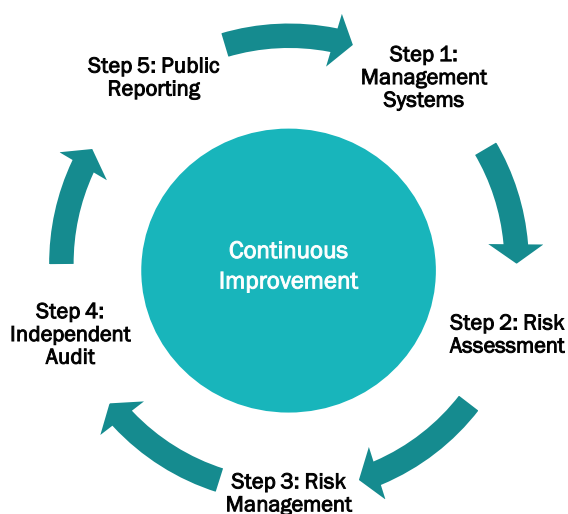 Step 1:
Management
Systems
Step 2: Risk
Assessment
Step 3: Risk
Management
Step 4:
Independent
Audit
Step 5: Public
Reporting
Continuous
Improvement